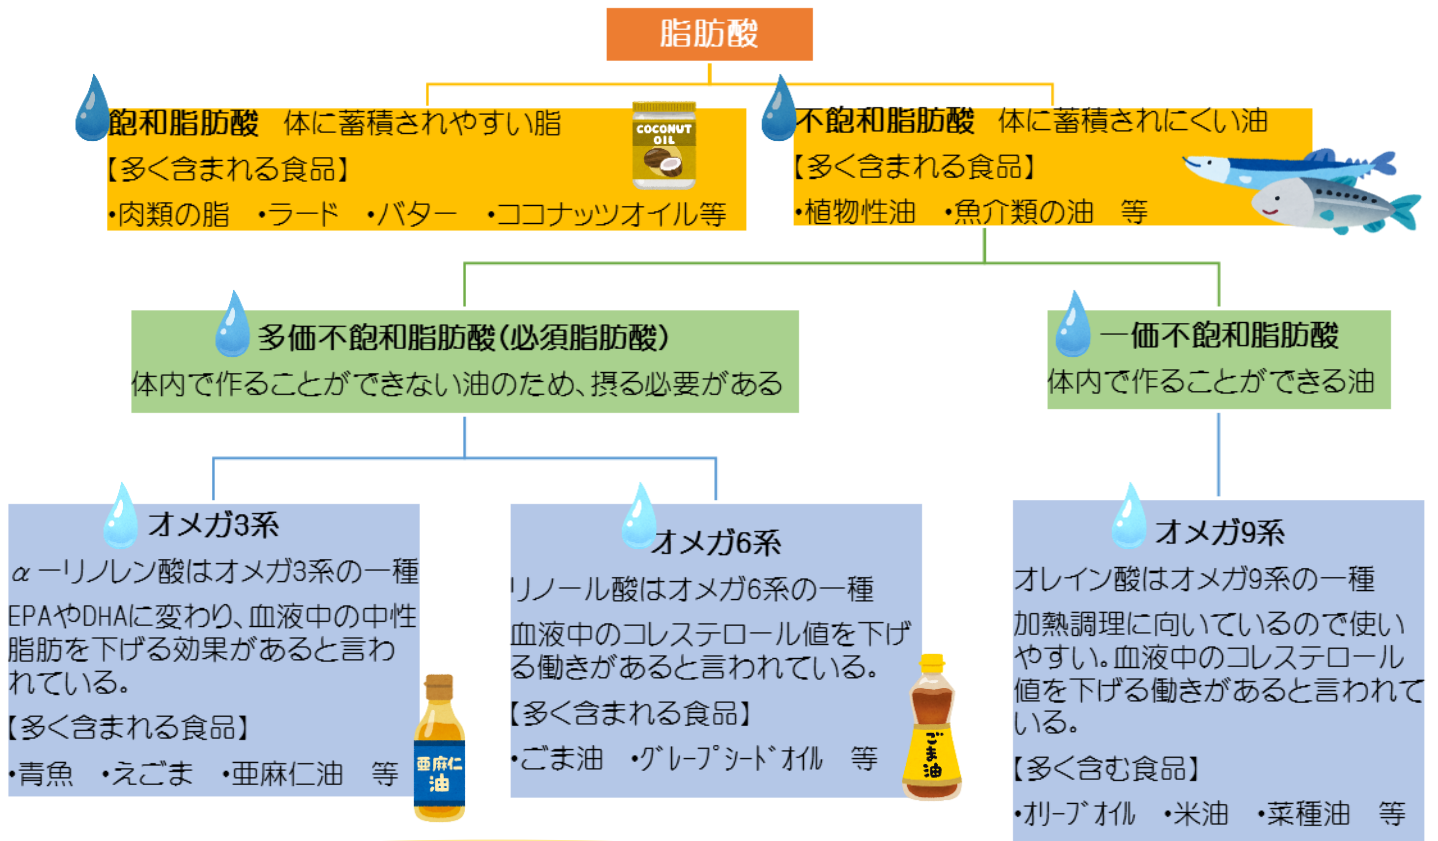 脂肪酸
飽和脂肪酸 体に蓄積されやすい脂
【多く含まれる食品】
・肉類の脂 ・ラード ・バター ・ココナッツオイル等
COCONUT
OIL
不飽和脂肪酸 体に蓄積されにくい油
【多く含まれる食品】
・植物性油 ・魚介類の油 等
多価不飽和脂肪酸(必須脂肪酸)
体内で作ることができない油のため、摂る必要がある
一価不飽和脂肪酸
体内で作ることができる油
オメガ3系
α－リノレン酸はオメガ3系の一種
EPAやDHAに変わり、血液中の中性
脂肪を下げる効果があると言わ
れている。
【多く含まれる食品】
・青魚 ・えごま ・亜麻仁油 等
亜麻仁
油
オメガ6系
リノール酸はオメガ6系の一種
血液中のコレステロール値を下げ
る働きがあると言われている。
【多く含まれる食品】
・ごま油 ・グレープシードオイル 等
ごま油
オメガ9系
オレイン酸はオメガ9系の一種
加熱調理に向いているので使い
やすい。血液中のコレステロール
値を下げる働きがあると言われて
いる。
【多く含む食品】
・オリーブオイル ・米油 ・菜種油 等